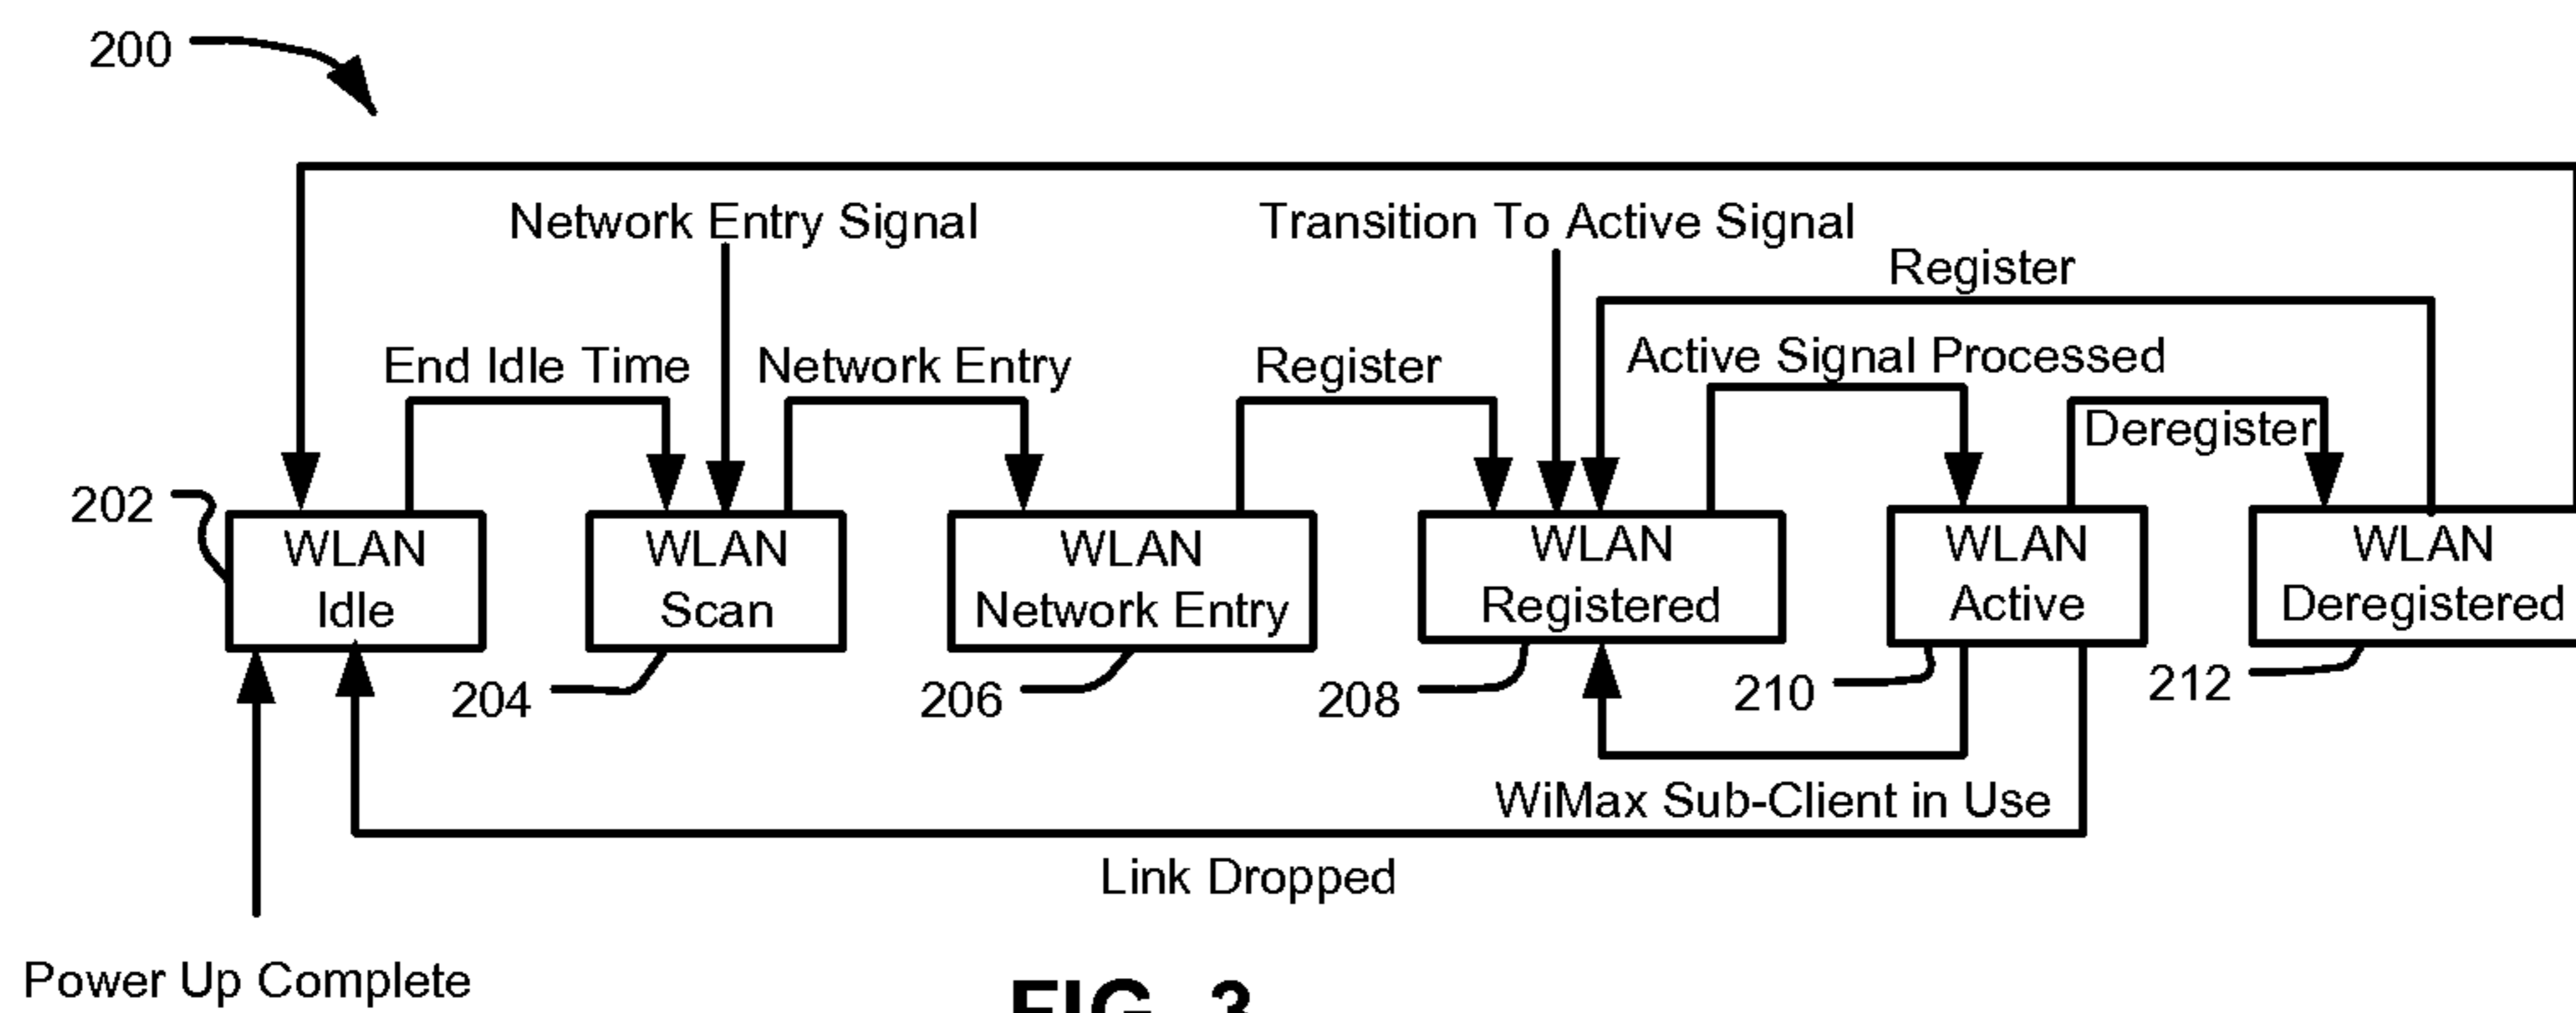 200
Network Entry Signal
Transition To Active Signal
Register
End Idle Time
Network Entry
Register
Active Signal Processed
Deregister
202
WLAN
Idle
WLAN
Scan
WLAN
Network Entry
WLAN
Registered
WLAN
Active
WLAN
Deregistered
204
206
208
210
212
WiMax Sub-Client in Use
Link Dropped
Power Up Complete
FIG. 3